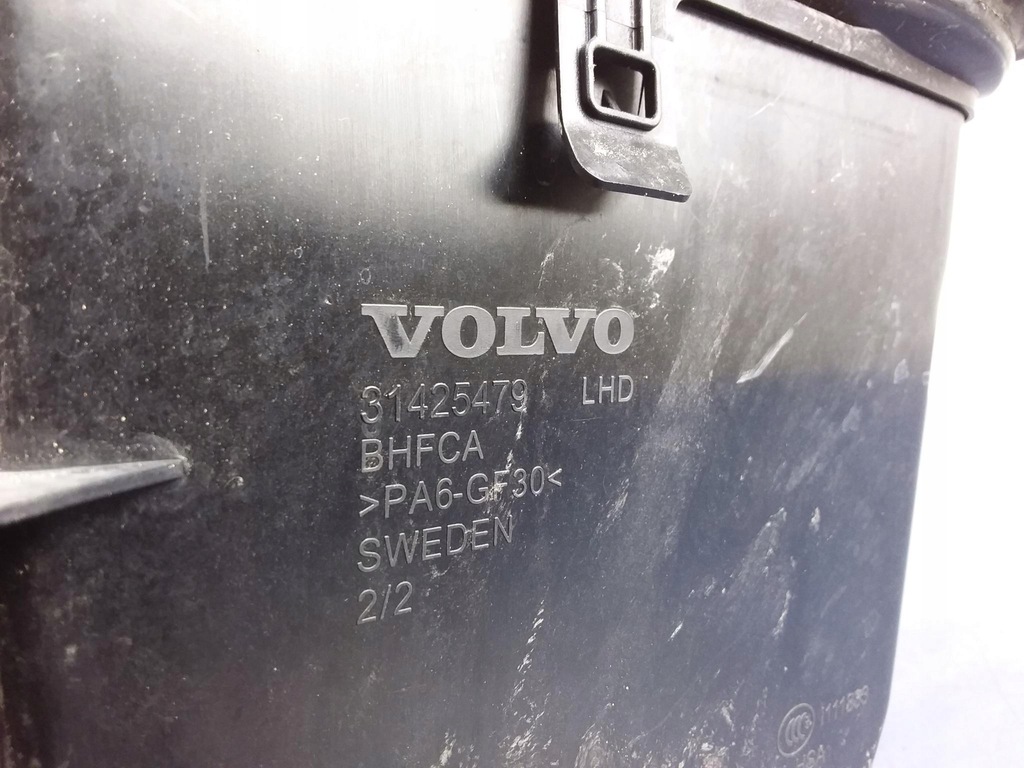 VOLVO
31425479 LHD
BHFCA
>PA6-GF30<
SWEDEN
2/2